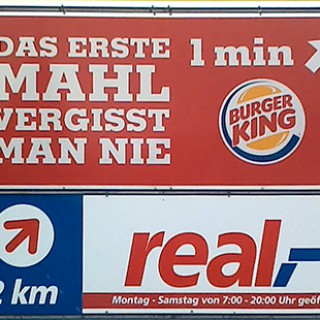 DAS ERSTE
MAHL
VERGISST
MAN NIE
1 min
BURGER
KING
2 km
real,-
Montag - Samstag von 7:00 - 20:00 Uhr geöf